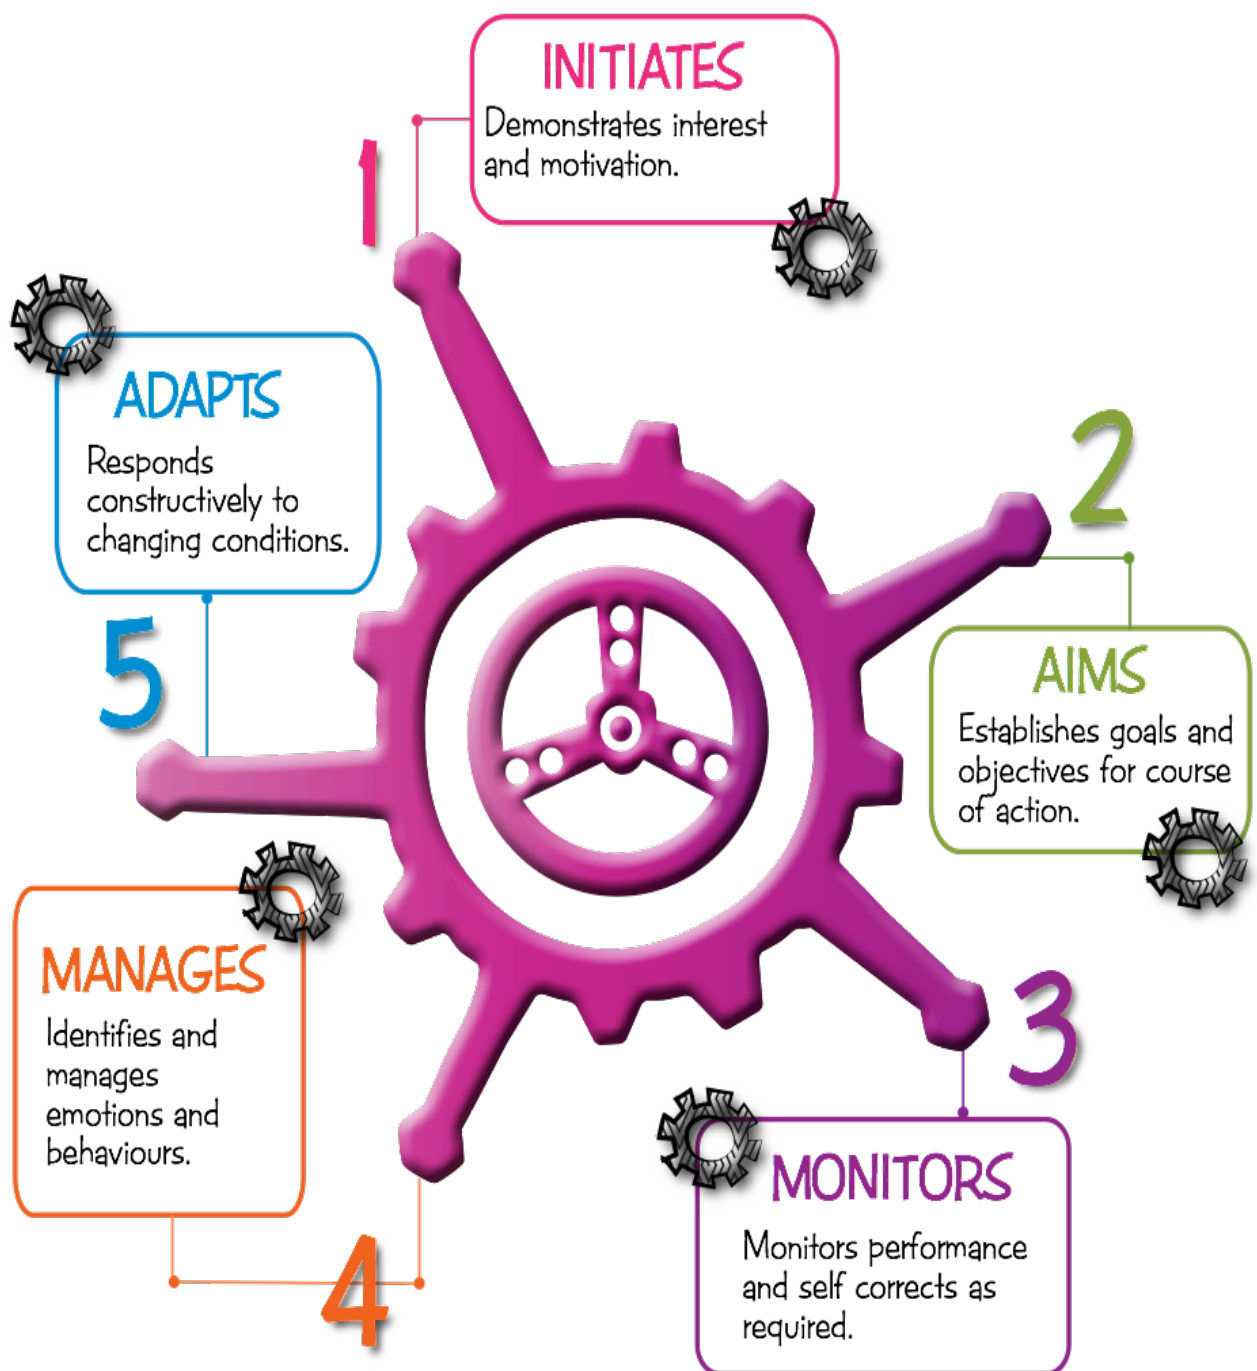 1
INITIATES
Demonstrates interest
and motivation.
2
AIMS
Establishes goals and
objectives for course
of action.
3
MONITORS
Monitors performance
and self corrects as
required.
4
MANAGES
Identifies and
manages
emotions and
behaviours.
5
ADAPTS
Responds
constructively to
changing conditions.